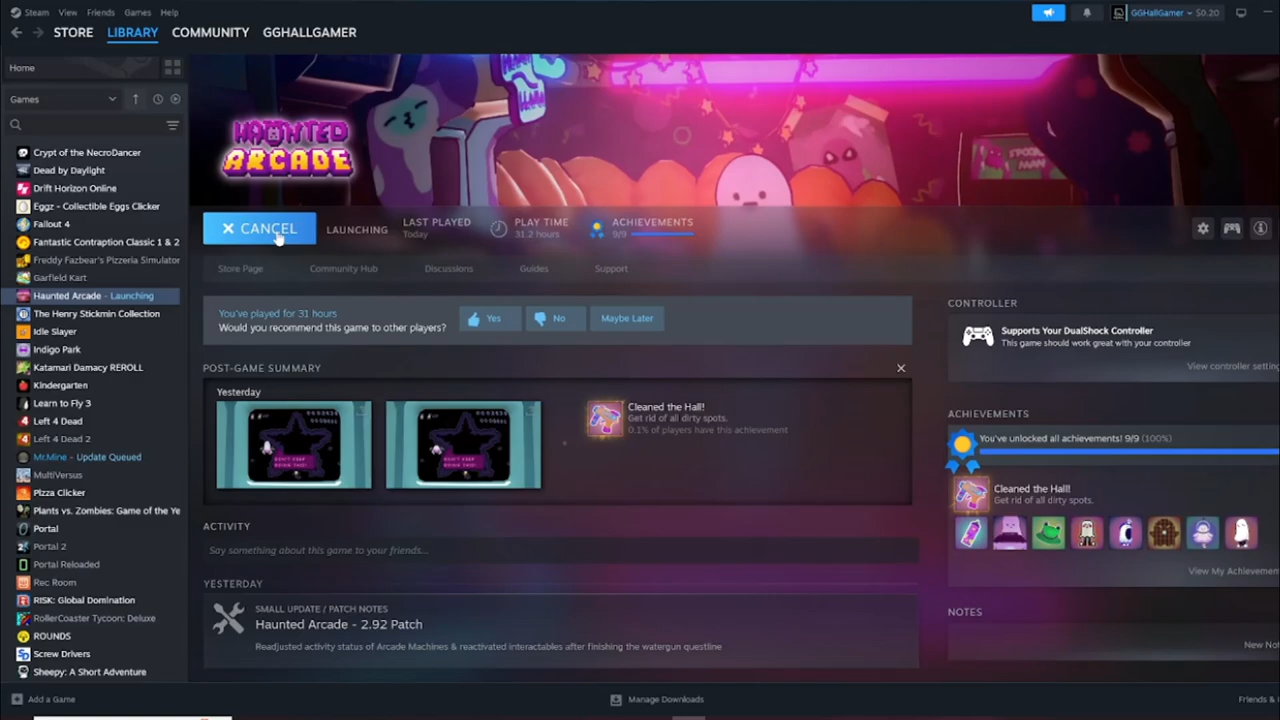 Steam View Friends Games Help
GGHallGamer $0.20
STORE LIBRARY COMMUNITY GGHALLGAMER
Home
Games
HAUNTED
ARCADE
CANCEL
LAUNCHING
LAST PLAYED
Today
PLAY TIME
31.2 hours
ACHIEVEMENTS
9/9
Crypt of the NecroDancer
Dead by Daylight
Drift Horizon Online
Eggz - Collectible Eggs Clicker
Fallout 4
Fantastic Contraption Classic 1 & 2
Freddy Fazbear's Pizzeria Simulator
Garfield Kart
Haunted Arcade - Launching
The Henry Stickmin Collection
Idle Slayer
Indigo Park
Katamari Damacy REROLL
Kindergarten
Learn to Fly 3
Left 4 Dead
Left 4 Dead 2
Mr.Mine - Update Queued
MultiVersus
Pizza Clicker
Plants vs. Zombies: Game of the Ye
Portal
Portal 2
Portal Reloaded
Rec Room
RISK: Global Domination
RollerCoaster Tycoon: Deluxe
ROUNDS
Screw Drivers
Sheepy: A Short Adventure
Store Page Community Hub Discussions Guides Support
You've played for 31 hours
Would you recommend this game to other players?
Yes No Maybe Later
POST-GAME SUMMARY
Yesterday
Cleaned the Hall!
Get rid of all dirty spots.
0.1% of players have this achievement
ACTIVITY
Say something about this game to your friends...
YESTERDAY
SMALL UPDATE / PATCH NOTES
Haunted Arcade - 2.92 Patch
Readjusted activity status of Arcade Machines & reactivated interactables after finishing the watergun questline
CONTROLLER
Supports Your DualShock Controller
This game should work great with your controller
View controller settin
ACHIEVEMENTS
You've unlocked all achievements! 9/9 (100%)
Cleaned the Hall!
Get rid of all dirty spots.
View My Achievemen
NOTES
New No
Add a Game
Manage Downloads
Friends &